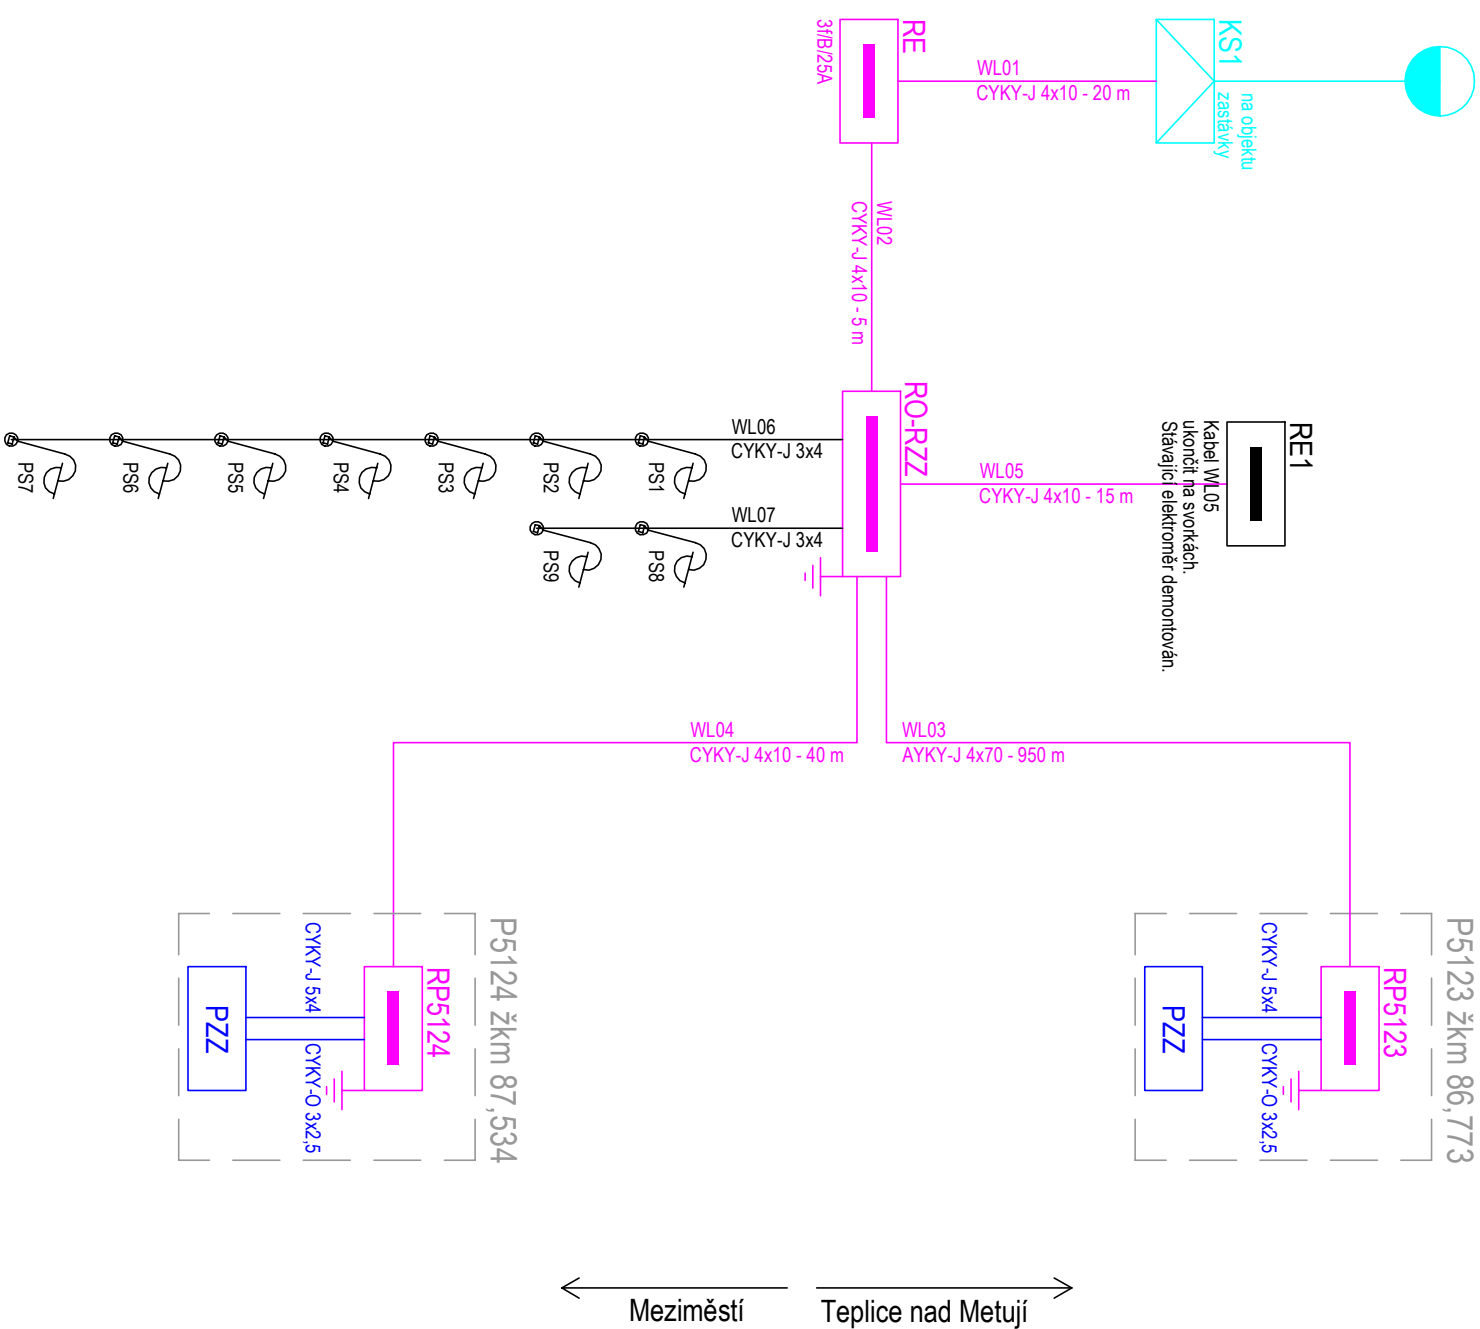 RE
3f/B/25A
WL01
CYKY-J 4x10 - 20 m
KS1
na objektu
zastávky
WL02
CYKY-J 4x10 - 5 m
RO-RZZ
WL05
CYKY-J 4x10 - 15 m
RE1
Kabel WL05
ukončit na svorkách.
Stávající elektroměr demontován.
WL06
CYKY-J 3x4
PS1
PS2
PS3
PS4
PS5
PS6
PS7
WL07
CYKY-J 3x4
PS8
PS9
WL04
CYKY-J 4x10 - 40 m
WL03
AYKY-J 4x70 - 950 m
P5124 žkm 87,534
RP5124
CYKY-J 5x4
CYKY-O 3x2,5
PZZ
P5123 žkm 86,773
RP5123
CYKY-J 5x4
CYKY-O 3x2,5
PZZ
Meziměstí
Teplice nad Metují